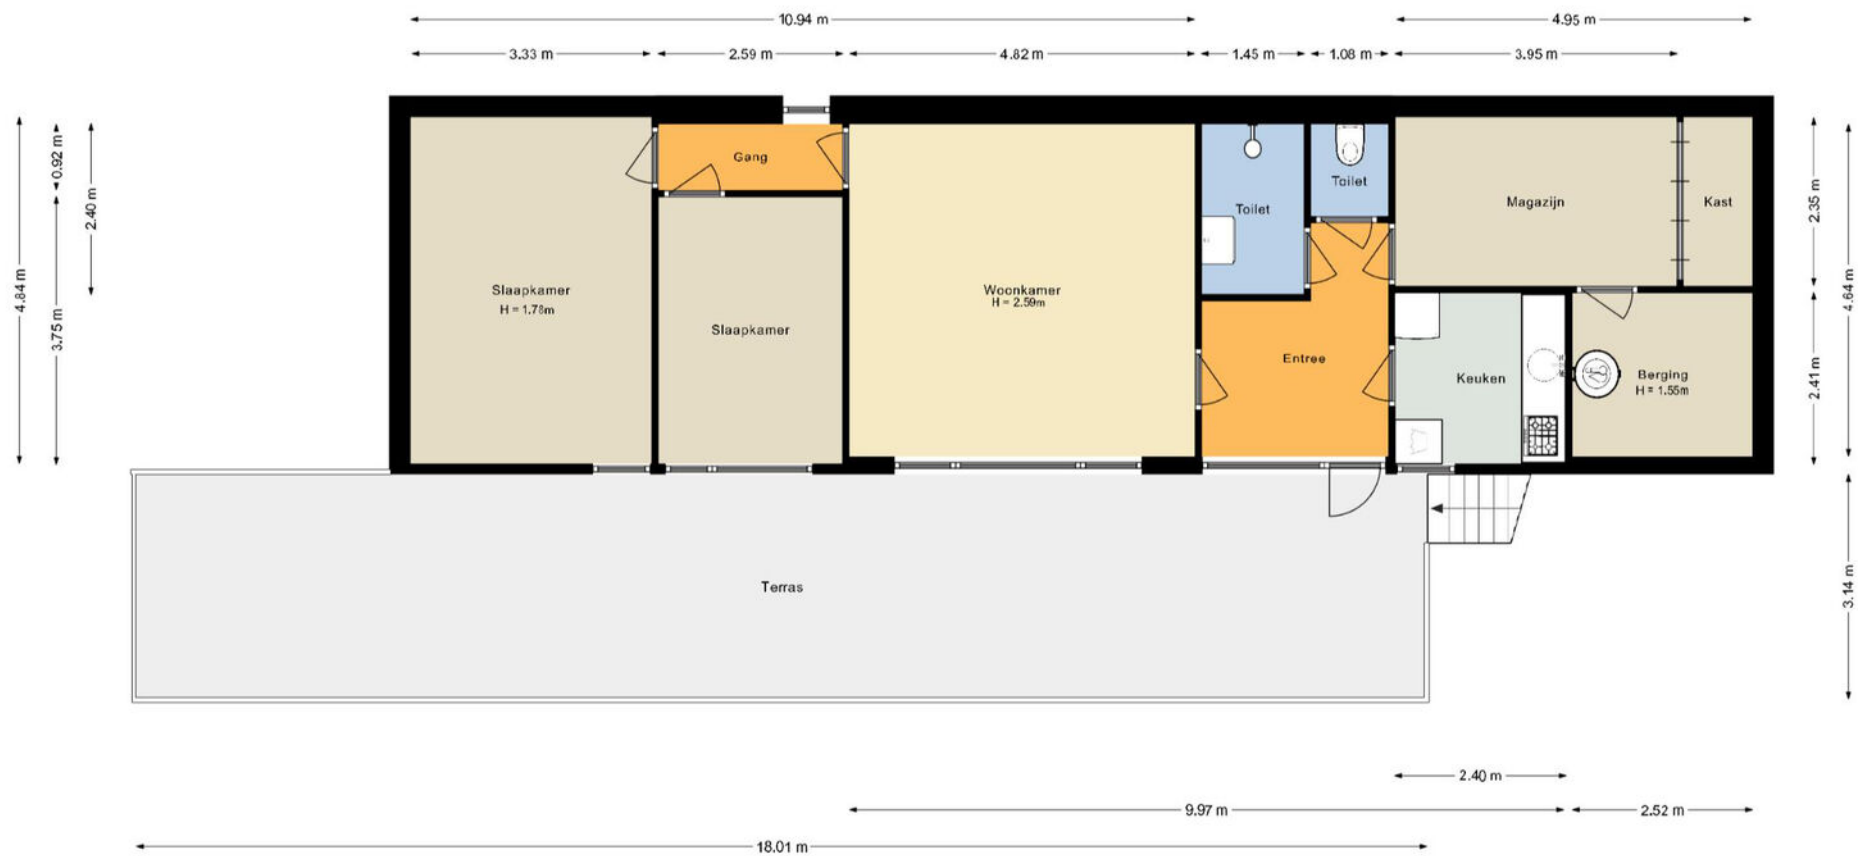 10.94 m
4.95 m
3.33 m
2.59 m
4.82 m
1.45 m
1.08 m
3.95 m
Gang
Toilet
Toilet
Magazijn
Kast
Slaapkamer
H = 1.78m
Slaapkamer
Woonkamer
H = 2.59m
Entree
Keuken
Berging
H = 1.55m
Terras
4.84 m
0.92 m
3.75 m
2.40 m
2.35 m
2.41 m
4.64 m
3.14 m
2.40 m
9.97 m
2.52 m
18.01 m